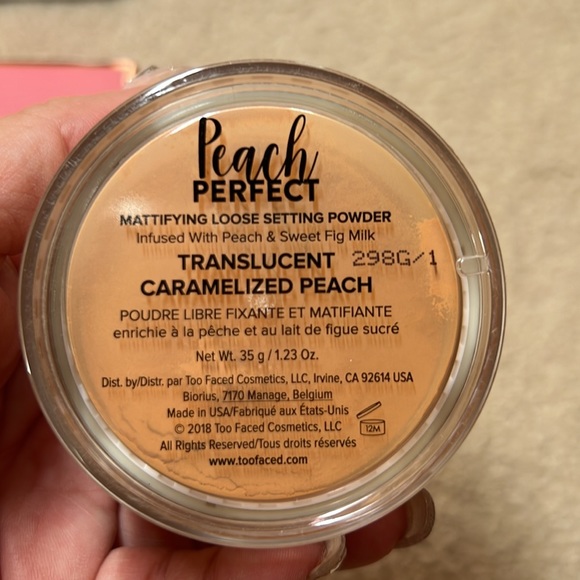 Peach
PERFECT
MATTIFYING LOOSE SETTING POWDER
Infused With Peach & Sweet Fig Milk
TRANSLUCENT 298G/1
CARAMELIZED PEACH
POUDRE LIBRE FIXANTE ET MATIFIANTE
enrichie à la pêche et au lait de figue sucré
Net Wt. 35 g / 1.23 Oz.
Dist. by/Distr. par Too Faced Cosmetics, LLC, Irvine, CA 92614 USA
Biorius, 7170 Manage, Belgium
Made in USA/Fabriqué aux États-Unis
© 2018 Too Faced Cosmetics, LLC 12M
All Rights Reserved/Tous droits réservés
www.toofaced.com